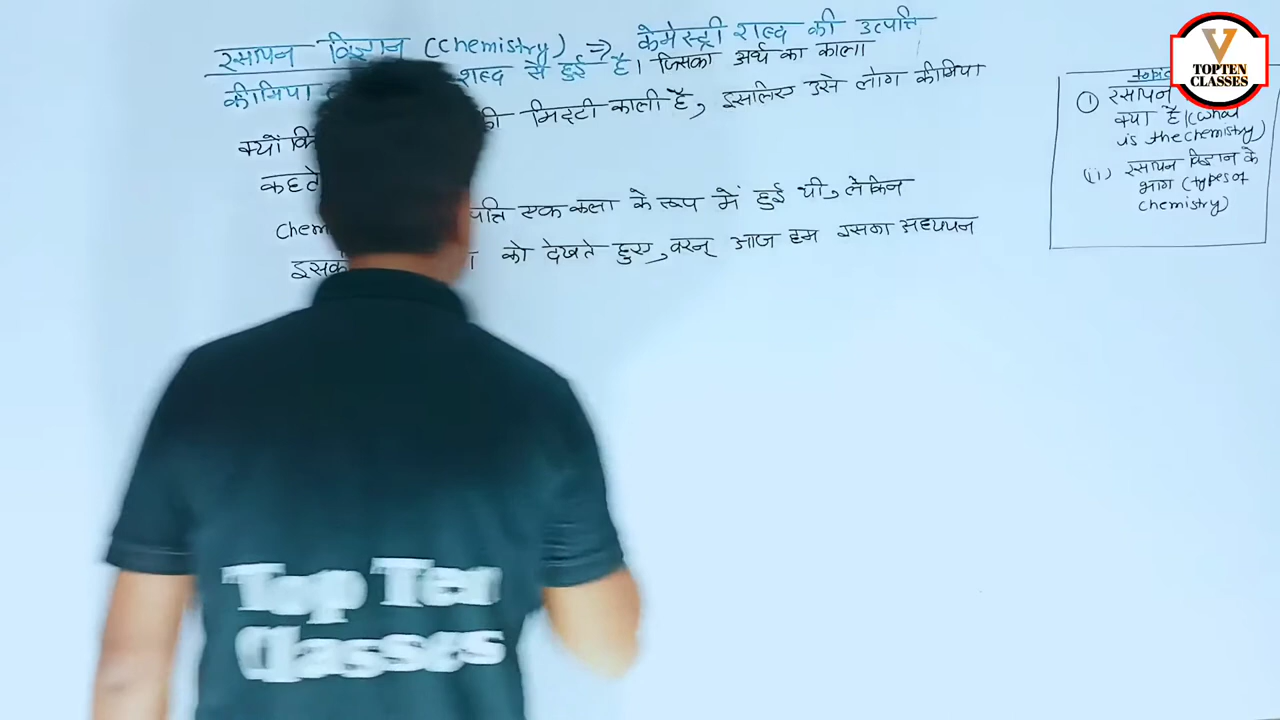 रसायन विज्ञान (Chemistry) => केमेस्ट्री शब्द की उत्पत्ति
कीमिया शब्द से हुई है। जिसका अर्थ का काला
क्यों कि मिस्टी काली है, इसलिए उसे लोग कीमिया
कहते
chem एक कला के रूप में हुई थी, लेकिन
इसक को देखते हुए, वरन् आज हम इसका अध्ययन
① रसायन
क्या है। (what
is the chemistry)
(ii) रसायन विज्ञान के
भाग (types of
chemistry)
V
TOPTEN
CLASSES
Top Ten
Classes